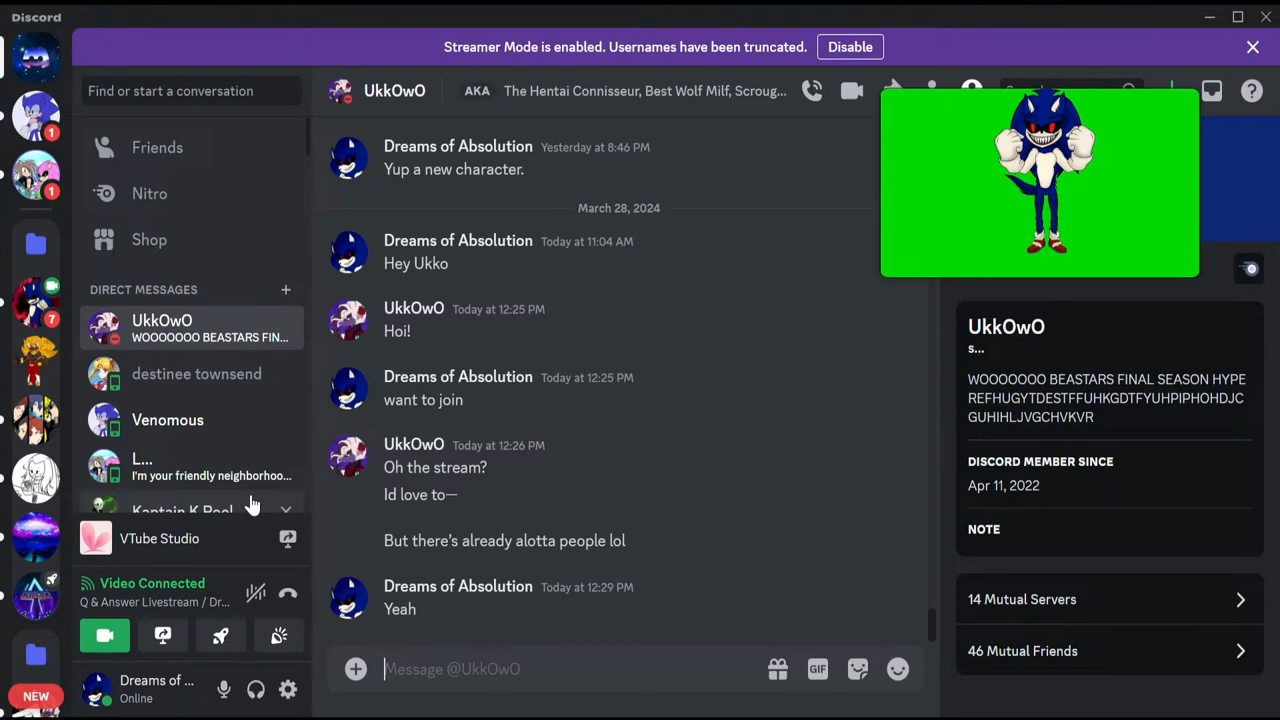 Discord
Streamer Mode is enabled. Usernames have been truncated.
Disable
Find or start a conversation
UkkOwO
AKA
The Hentai Connoisseur, Best Wolf Milf, Scroug...
1
1
7
NEW
Friends
Nitro
Shop
DIRECT MESSAGES
UkkOwO
WOOOOOOO BEASTARS FIN...
destinee townsend
Venomous
L...
I'm your friendly neighborhoo...
VTube Studio
Video Connected
Q & Answer Livestream / Dr...
Dreams of ...
Online
Dreams of Absolution Yesterday at 8:46 PM
Yup a new character.
March 28, 2024
Dreams of Absolution Today at 11:04 AM
Hey Ukko
UkkOwO Today at 12:25 PM
Hoi!
Dreams of Absolution Today at 12:25 PM
want to join
UkkOwO Today at 12:26 PM
Oh the stream?
Id love to—
But there's already alotta people lol
Dreams of Absolution Today at 12:29 PM
Yeah
Message @UkkOwO
GIF
UkkOwO
s...
WOOOOOOO BEASTARS FINAL SEASON HYPE
REFHUGYTDESTFFUHKGDTFYUHPIPHOHDJC
GUHIHLJVGCHVKVR
DISCORD MEMBER SINCE
Apr 11, 2022
NOTE
14 Mutual Servers
46 Mutual Friends